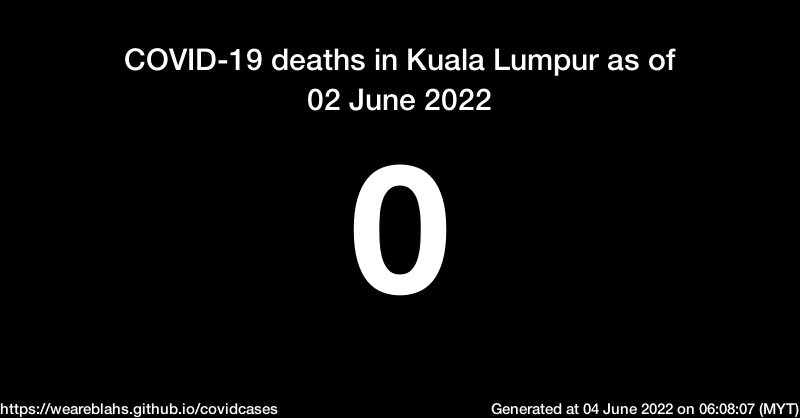 COVID-19 deaths in Kuala Lumpur as of
02 June 2022
0
https://weareblahs.github.io/covidcases
Generated at 04 June 2022 on 06:08:07 (MYT)